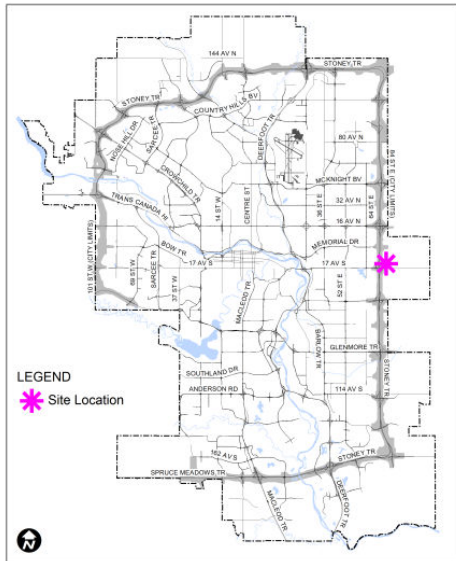 144 AV N
STONEY TR
STONEY TR
COUNTRY HILLS BV
NOSE HILL DR
SARCEE TR
DEERFOOT TR
80 AV N
CROWCHILD TR
MCKNIGHT BV
84 ST E (CITY LIMITS)
14 ST W
CENTRE ST
36 ST E
32 AV N
68 ST E
TRANS CANADA HI
16 AV N
BOW TR
MEMORIAL DR
17 AV S
17 AV S
101 ST W (CITY LIMITS)
69 ST W
SARCEE TR
37 ST W
52 ST E
MACLEOD TR
BARLOW TR
GLENMORE TR
SOUTHLAND DR
STONEY TR
LEGEND
ANDERSON RD
114 AV S
Site Location
162 AV S
STONEY TR
SPRUCE MEADOWS TR
MACLEOD TR
DEERFOOT TR
N